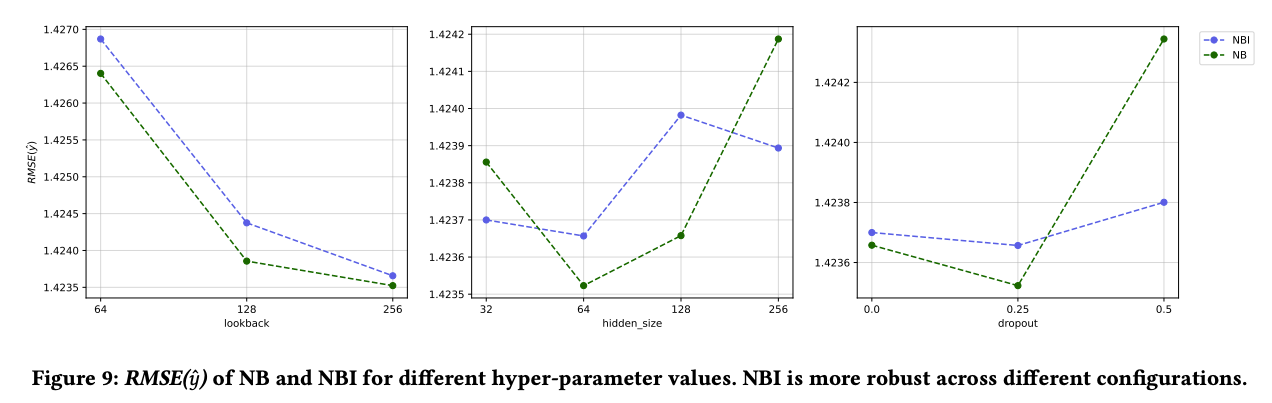 1.4270
1.4265
1.4260
1.4255
1.4250
1.4245
1.4240
1.4235
RMSE(ŷ)
64 128 256
lookback
1.4242
1.4241
1.4240
1.4239
1.4238
1.4237
1.4236
1.4235
32 64 128 256
hidden_size
1.4242
1.4240
1.4238
1.4236
0.0 0.25 0.5
dropout
NBI
NB
Figure 9: RMSE(ŷ) of NB and NBI for different hyper-parameter values. NBI is more robust across different configurations.